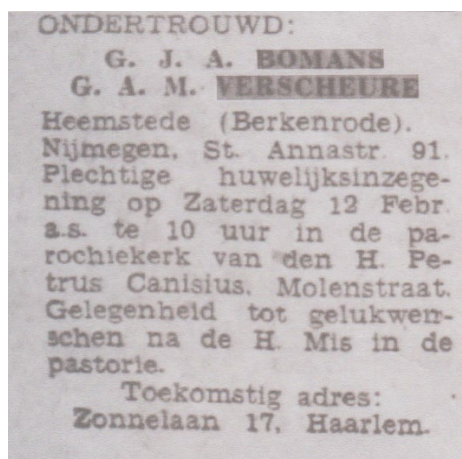 ONDERTROUWD:
G. J. A. BOMANS
G. A. M. VERSCHEURE
Heemstede (Berkenrode).
Nijmegen, St. Annastr. 91.
Plechtige huwelijksinzege-
ning op Zaterdag 12 Febr
a.s. te 10 uur in de pa-
rochiekerk van den H. Pe-
trus Canisius, Molenstraat.
Gelegenheid tot gelukwen-
schen na de H. Mis in de
pastorie.
Toekomstig adres:
Zonnelaan 17, Haarlem.